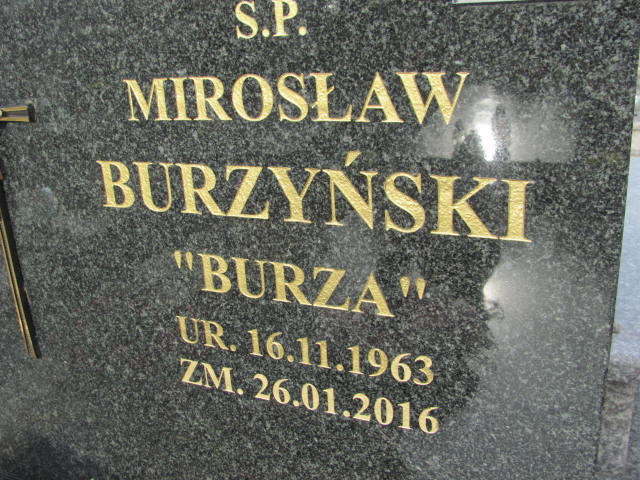 S.P.
MIROSŁAW
BURZYŃSKI
"BURZA"
UR. 16.11.1963
ZM. 26.01.2016